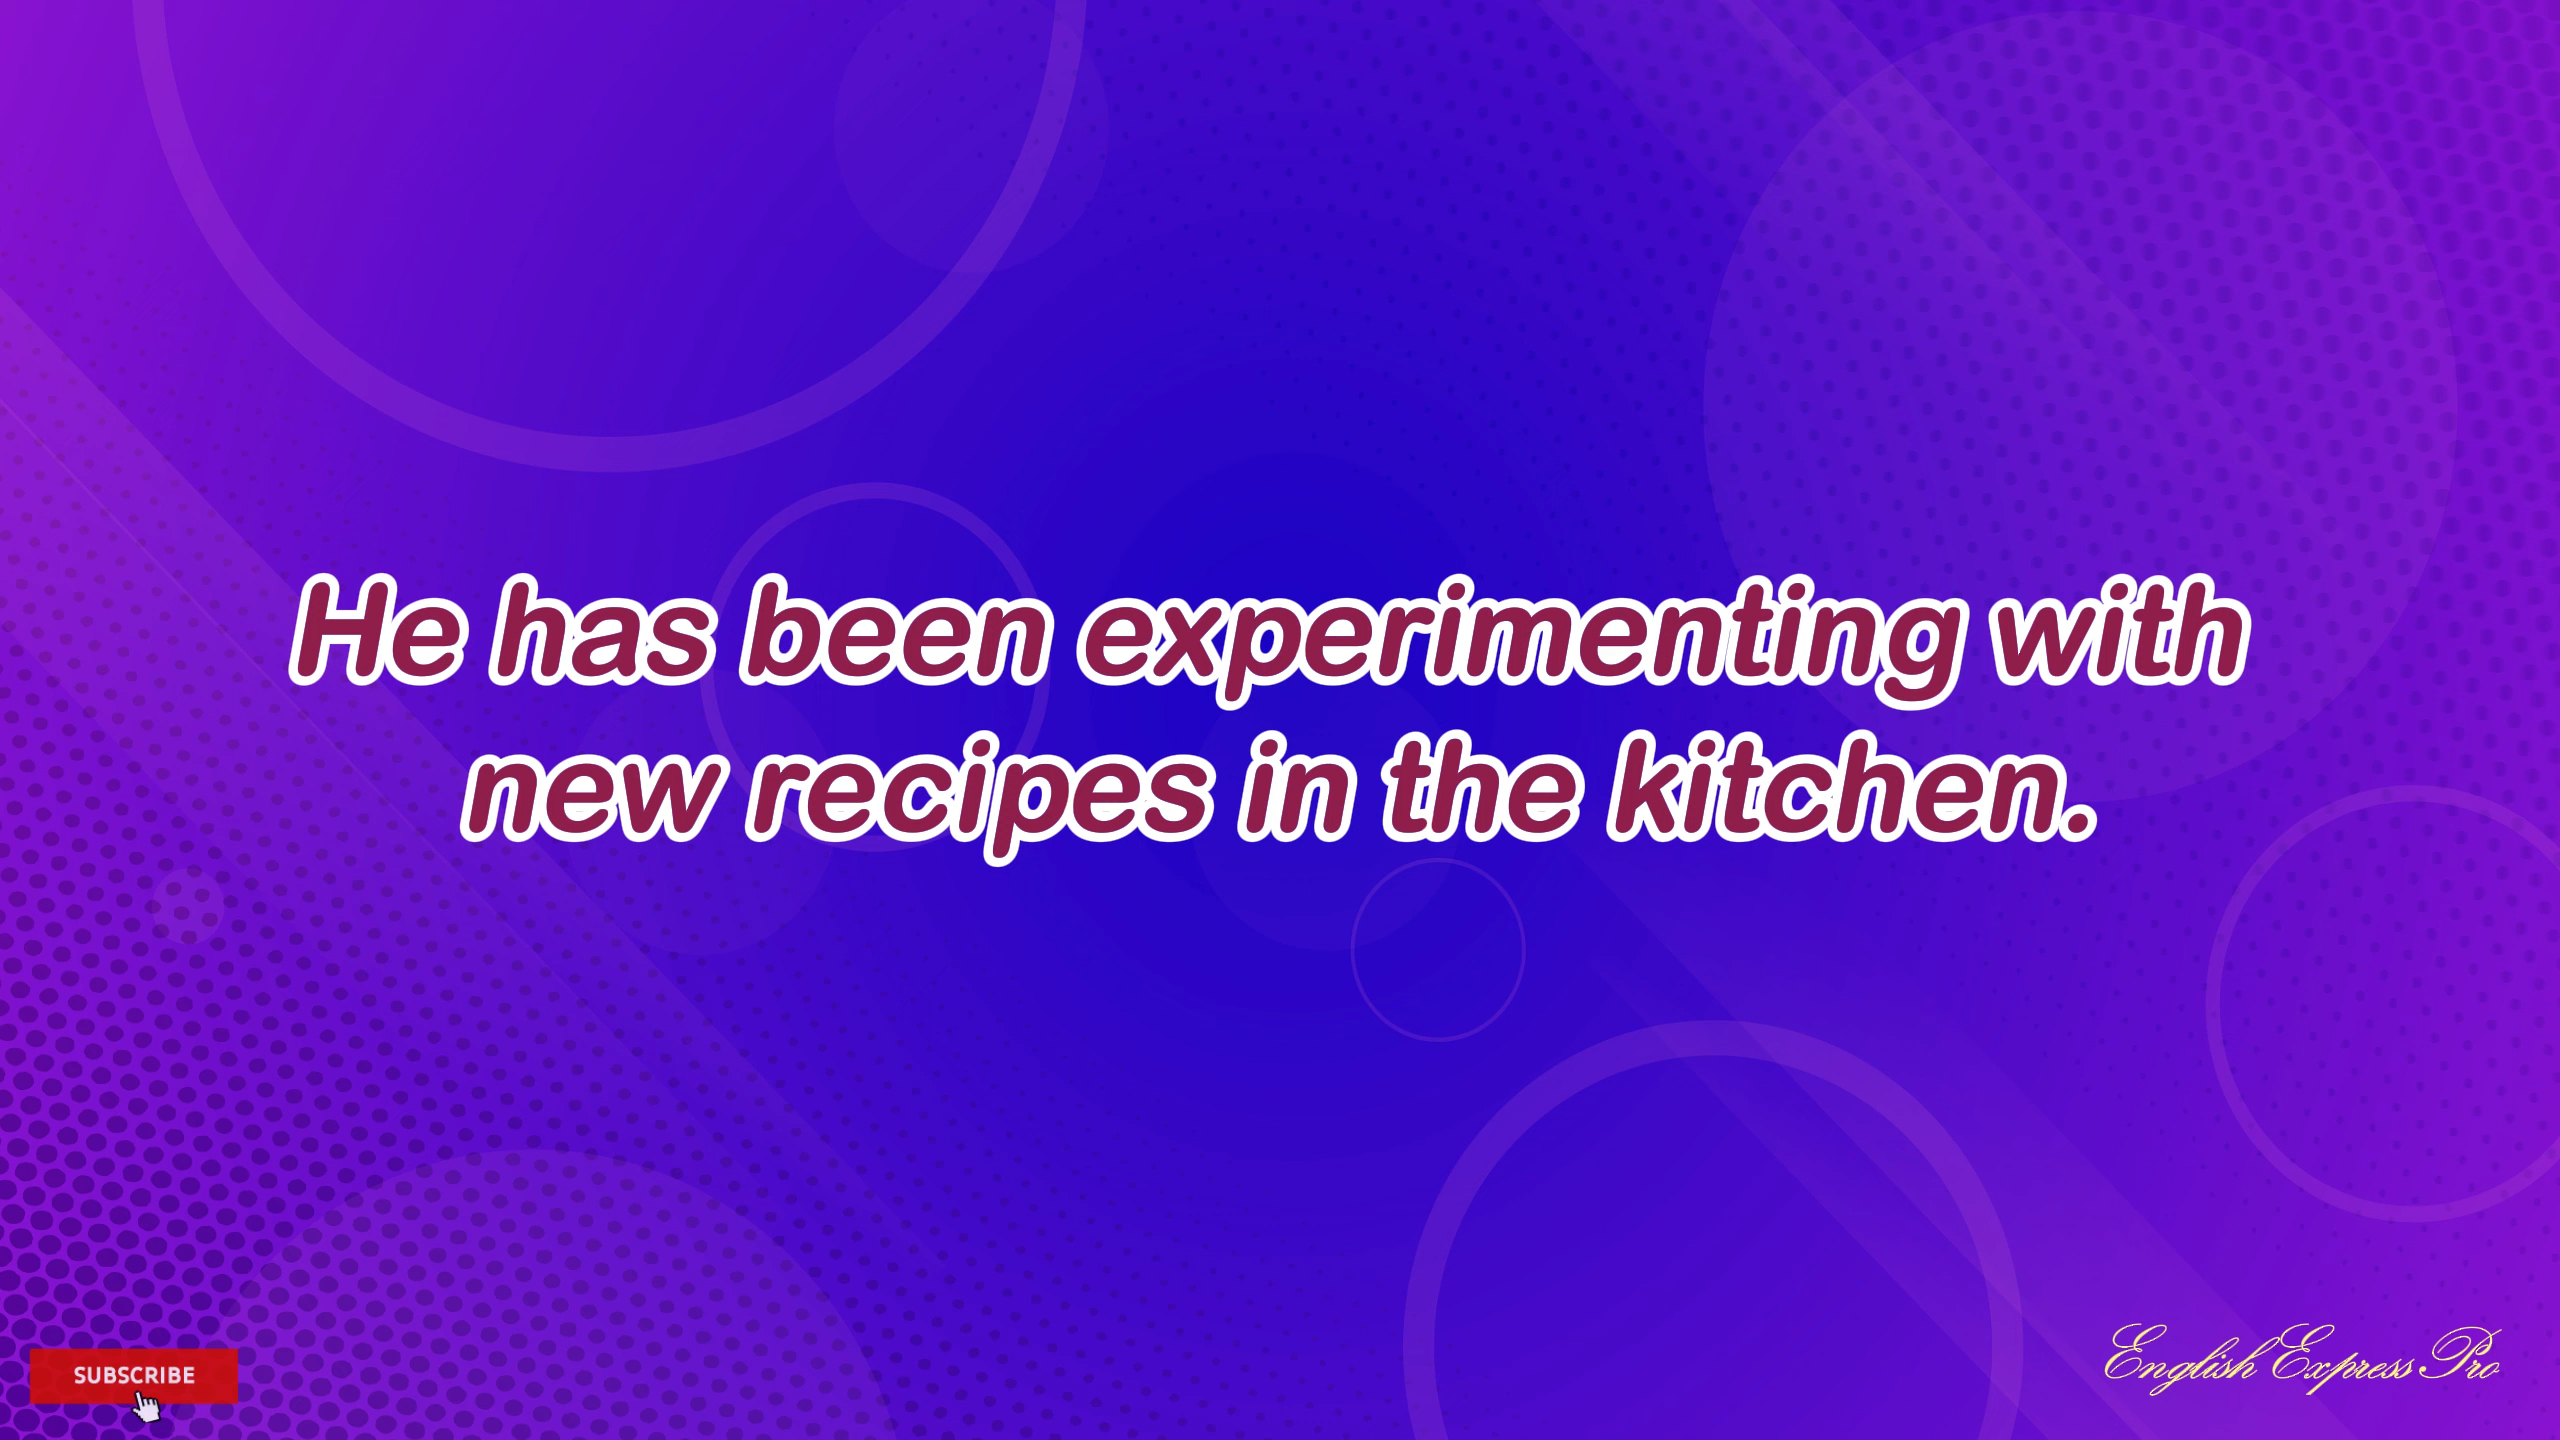 He has been experimenting with
new recipes in the kitchen.
SUBSCRIBE
English Express Pro